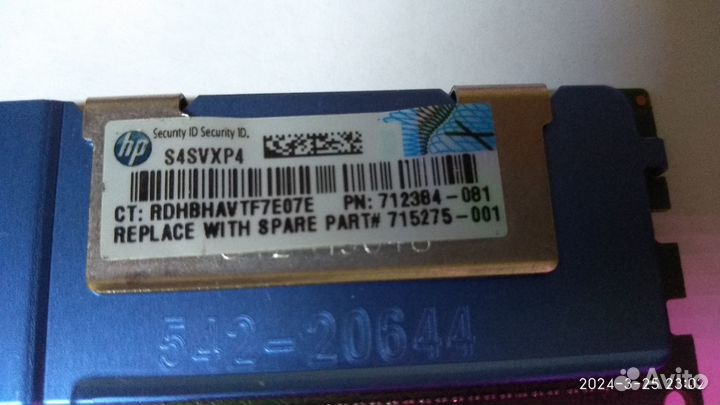 hp
Security ID Security ID.
S4SVXP4
CT: RDHBHAVTF7E07E PN: 712384-081
REPLACE WITH SPARE PART# 715275-001
542-20644
Avito
2024-3-25 23:02